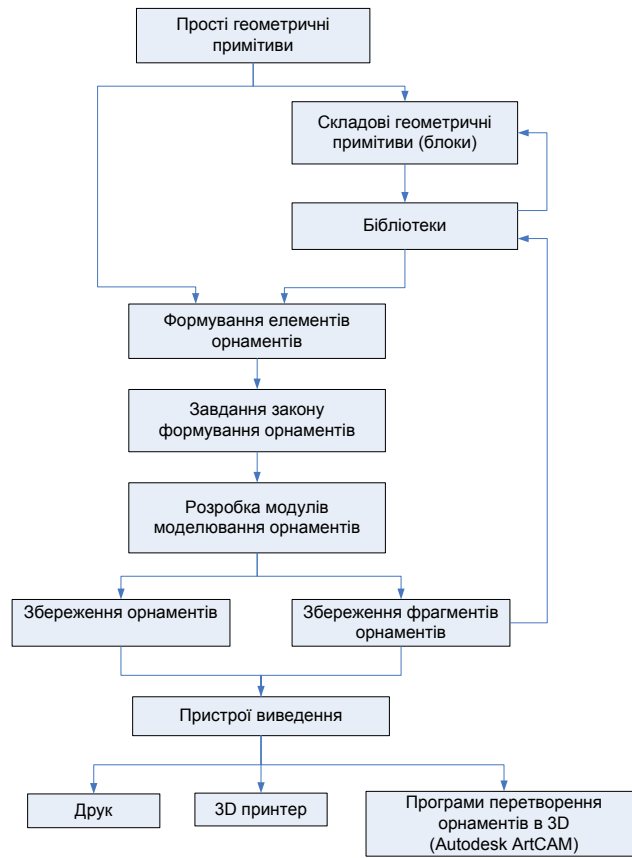 Прості геометричні
примітиви
Складові геометричні
примітиви (блоки)
Бібліотеки
Формування елементів
орнаментів
Завдання закону
формування орнаментів
Розробка модулів
моделювання орнаментів
Збереження орнаментів
Збереження фрагментів
орнаментів
Пристрої виведення
Друк
3D принтер
Програми перетворення
орнаментів в 3D
(Autodesk ArtCAM)